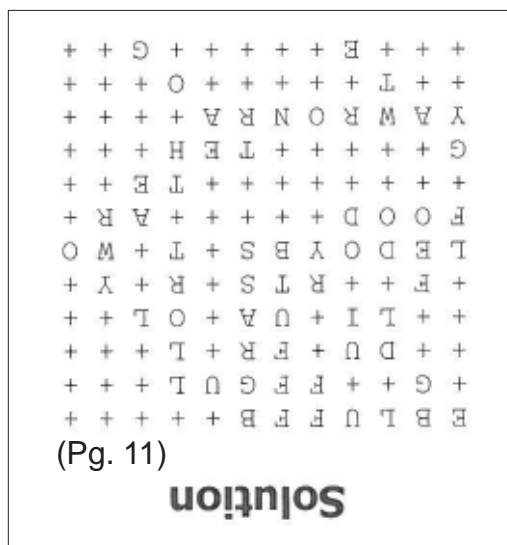 Solution
E B L U F F B + + + + +
+ G + + F F G U L + + +
+ + D U + F R + L + + +
+ + L I + U A + O L + +
+ F + + R T S + R + Y +
L E D O Y B S + T + W O
F O O D + + + + + A R +
+ + + + + + + + T E + +
G + + + + + T E H + + +
Y A W R O N R A + + + +
+ + T + + + + + O + + +
+ + + E + + + + + G + +
(Pg. 11)